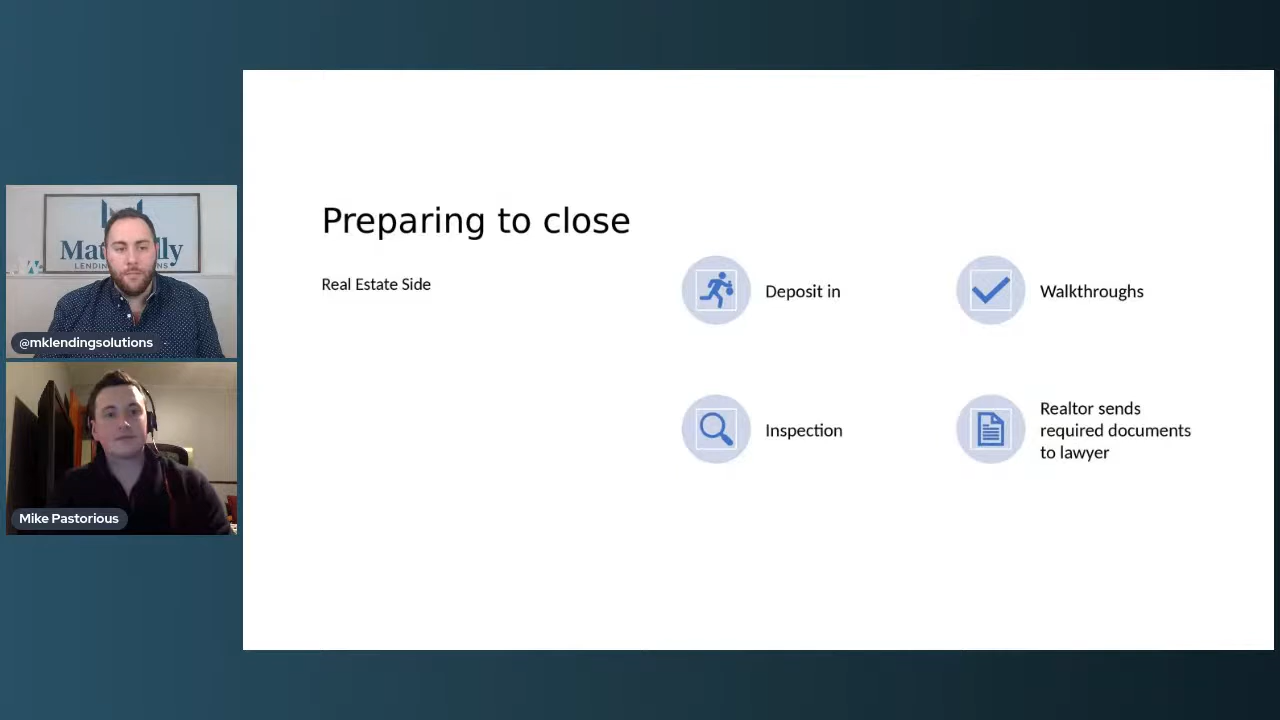 Preparing to close
Real Estate Side
Deposit in
Walkthroughs
Inspection
Realtor sends
required documents
to lawyer
@mklendingsolutions
Mike Pastorious